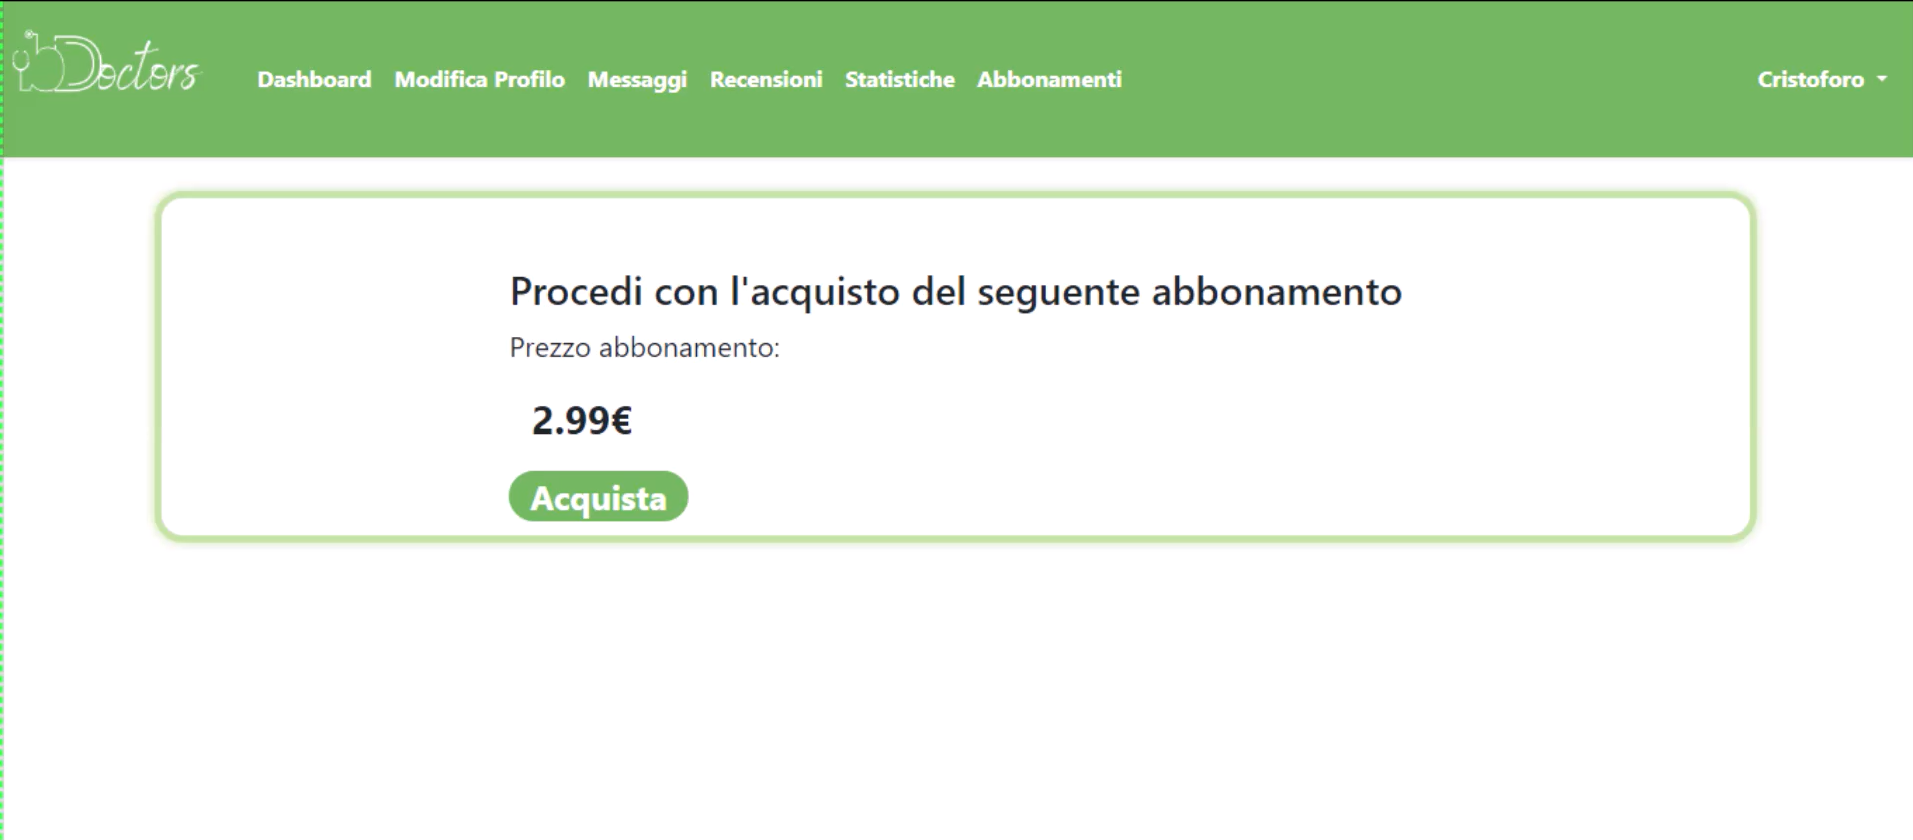 bDoctors
Dashboard Modifica Profilo Messaggi Recensioni Statistiche Abbonamenti Cristoforo
Procedi con l'acquisto del seguente abbonamento
Prezzo abbonamento:
2.99€
Acquista